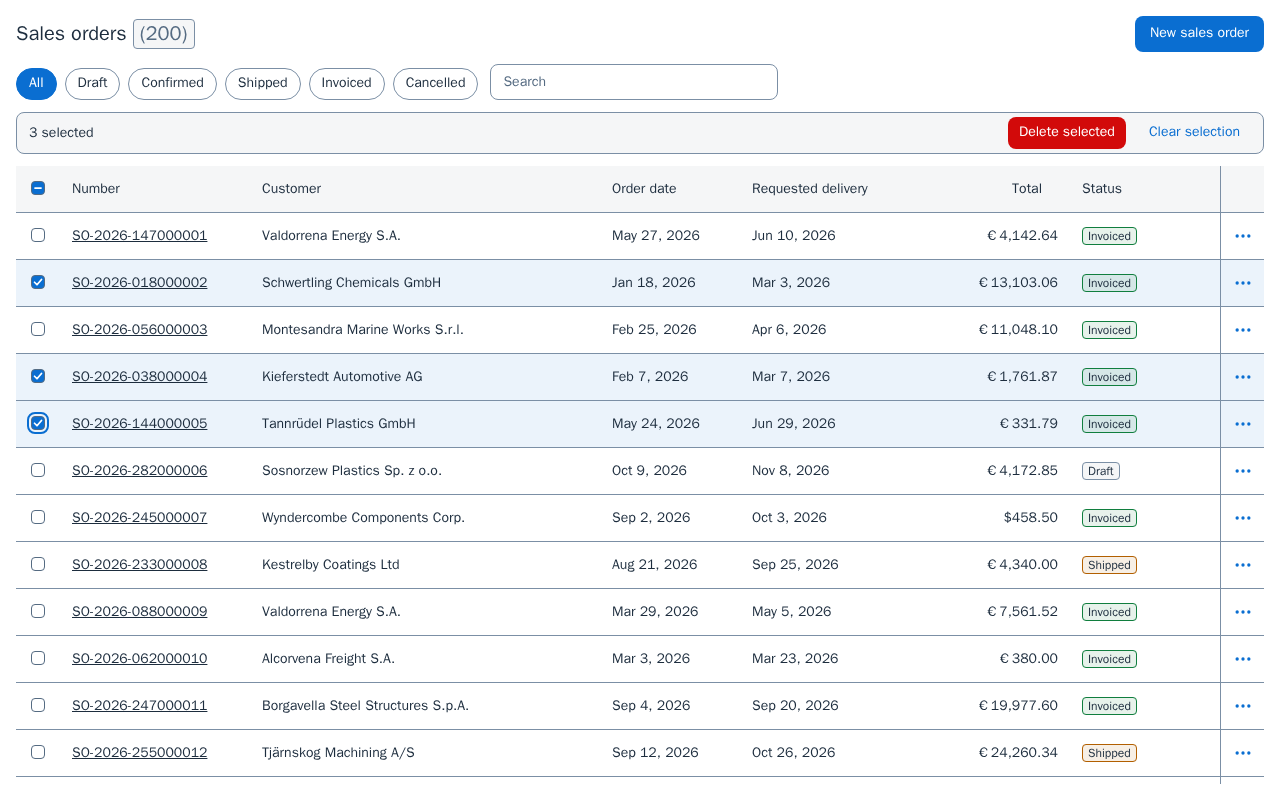 Sales orders (200)
New sales order
All Draft Confirmed Shipped Invoiced Cancelled Search
3 selected Delete selected Clear selection
Number Customer Order date Requested delivery Total Status
SO-2026-147000001 Valdorrena Energy S.A. May 27, 2026 Jun 10, 2026 € 4,142.64 Invoiced
SO-2026-018000002 Schwertling Chemicals GmbH Jan 18, 2026 Mar 3, 2026 € 13,103.06 Invoiced
SO-2026-056000003 Montesandra Marine Works S.r.l. Feb 25, 2026 Apr 6, 2026 € 11,048.10 Invoiced
SO-2026-038000004 Kieferstedt Automotive AG Feb 7, 2026 Mar 7, 2026 € 1,761.87 Invoiced
SO-2026-144000005 Tannrüdel Plastics GmbH May 24, 2026 Jun 29, 2026 € 331.79 Invoiced
SO-2026-282000006 Sosnorzew Plastics Sp. z o.o. Oct 9, 2026 Nov 8, 2026 € 4,172.85 Draft
SO-2026-245000007 Wyndercombe Components Corp. Sep 2, 2026 Oct 3, 2026 $458.50 Invoiced
SO-2026-233000008 Kestrelby Coatings Ltd Aug 21, 2026 Sep 25, 2026 € 4,340.00 Shipped
SO-2026-088000009 Valdorrena Energy S.A. Mar 29, 2026 May 5, 2026 € 7,561.52 Invoiced
SO-2026-062000010 Alcorvena Freight S.A. Mar 3, 2026 Mar 23, 2026 € 380.00 Invoiced
SO-2026-247000011 Borgavella Steel Structures S.p.A. Sep 4, 2026 Sep 20, 2026 € 19,977.60 Invoiced
SO-2026-255000012 Tjärnskog Machining A/S Sep 12, 2026 Oct 26, 2026 € 24,260.34 Shipped